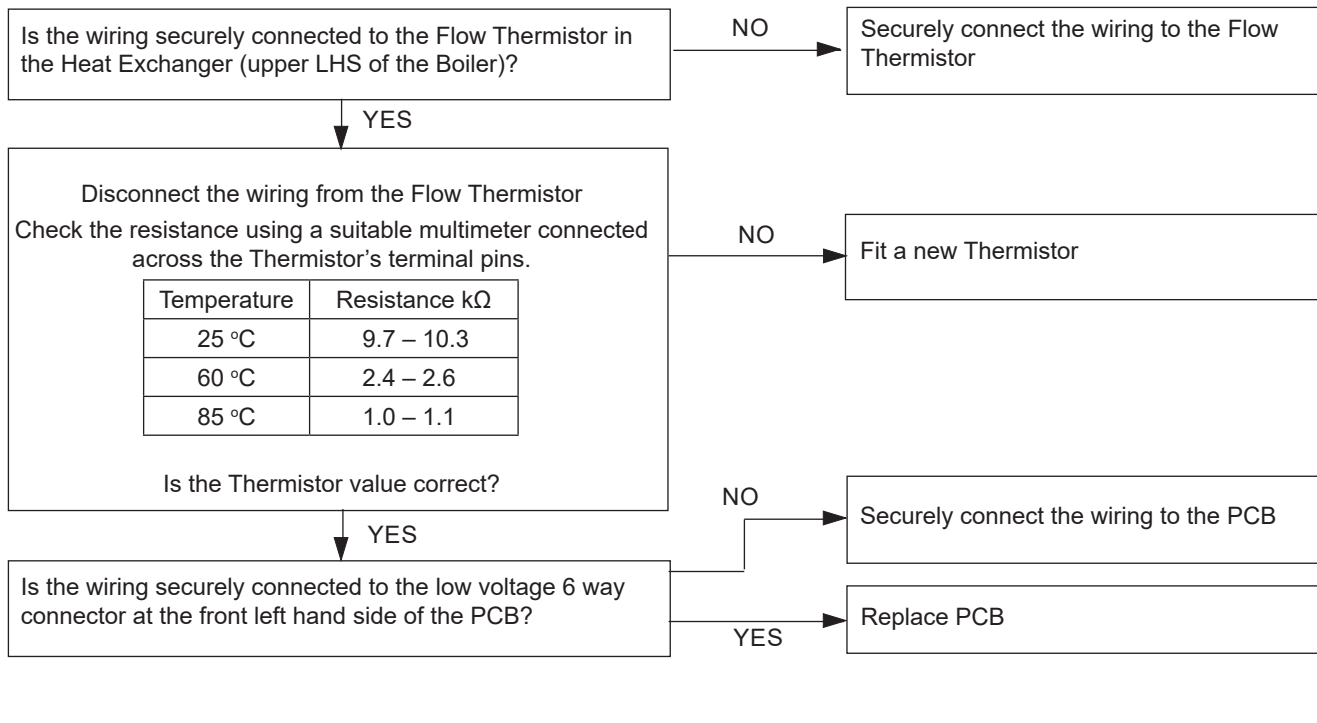 Is the wiring securely connected to the Flow Thermistor in
the Heat Exchanger (upper LHS of the Boiler)?
NO
Securely connect the wiring to the Flow
Thermistor
YES
Disconnect the wiring from the Flow Thermistor
Check the resistance using a suitable multimeter connected
across the Thermistor’s terminal pins.
Temperature Resistance kΩ
25 ºC 9.7 – 10.3
60 ºC 2.4 – 2.6
85 ºC 1.0 – 1.1
Is the Thermistor value correct?
NO
Fit a new Thermistor
YES
Is the wiring securely connected to the low voltage 6 way
connector at the front left hand side of the PCB?
NO
Securely connect the wiring to the PCB
YES
Replace PCB